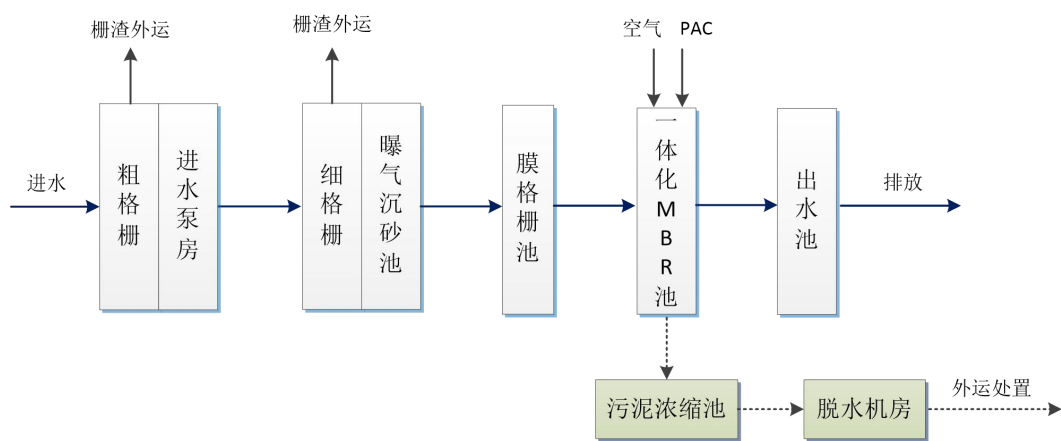 栅渣外运
栅渣外运
空气
PAC
进水
粗格栅
进水泵房
细格栅
曝气沉砂池
膜格栅池
一体化MBR池
出水池
排放
污泥浓缩池
脱水机房
外运处置